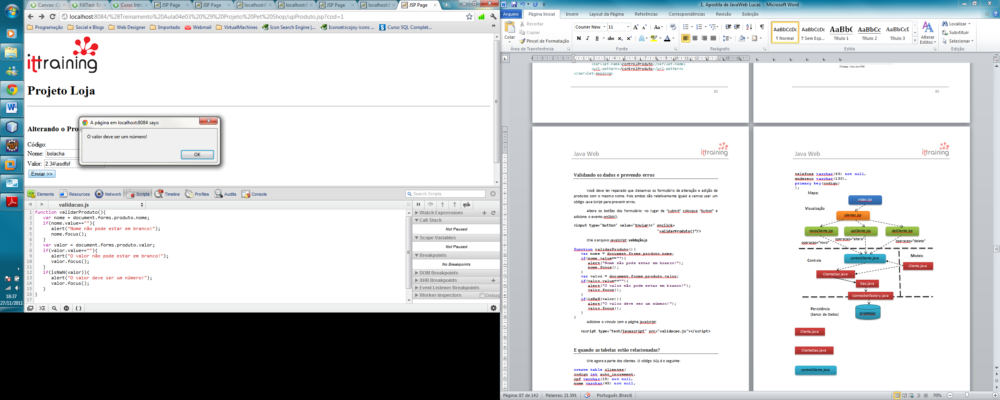 Canvas: Cr
FillText: Ese
Curso Intro
JSP Page
JSP Page
localhost:8
localhost:8
JSP Page
localhost:8
JSP Page
localhost:8084/%28Treinamento%20Aula04e03%20%29%20Projeto%20Pet%20Shop/upProduto.jsp?cod=1
Programação
Social e Blogs
Web Designer
Importado
Webmail
VirtualMachines
Icon Search Engine |...
Iconset:icojoy icons ...
Curso SQL Complet...
»
ittraining
Projeto Loja
Alterando o Pro
Código:
Nome: bolacha
Valor: 2.34\asdfsf
Enviar >>
A página em localhost:8084 says:
O valor deve ser um número!
OK
Elements
Resources
Network
Scripts
Timeline
Profiles
Audits
Console
Search Scripts
validacao.js
1 function validarProduto(){
2 var nome = document.forms.produto.nome;
3 if(nome.value==""){
4 alert("Nome não pode estar em branco!");
5 nome.focus();
6 }
7 var valor = document.forms.produto.valor;
8 if(valor.value==""){
9 alert("O valor não pode estar em branco!");
10 valor.focus();
11 }
12 if(isNaN(valor)){
13 alert("O valor deve ser um número!");
14 valor.focus();
15 }
16 }
17
Watch Expressions
Call Stack
Not Paused
Scope Variables
Not Paused
Breakpoints
No Breakpoints
DOM Breakpoints
XHR Breakpoints
Event Listener Breakpoints
Worker inspectors
Debug
Java EE
IDE
18:37
27/11/2011
1. Apostila de JavaWeb Lucas - Microsoft Word
Arquivo
Página Inicial
Inserir
Layout da Página
Referências
Correspondências
Revisão
Exibição
Colar
Recortar
Copiar
Pincel de Formatação
Área de Transferência
Courier New
11
N I S abc x₂ x²
Fonte
Parágrafo
AaBbCcDc
AaBbCcDc
AaBbC
AaBbCc
AaBbCcI
¶ Normal
¶ Sem Esp...
Título 1
Título 2
Título 3
Alterar
Estilos
Estilo
Localizar
Substituir
Selecionar
Edição
<servlet-name>controlProduto</servlet-name>
<url-pattern>/controlProduto</url-pattern>
</servlet-mapping>
82
ITTraining - Curso Java WEB
83
Java Web
ittraining
Validando os dados e prevendo erros
Você deve ter reparado que deixamos os formulário de alteração e adição de
produtos com o mesmo nome. Pois ambos são relativamente iguais e vamos usar um
código Java Script para prevenir erros.
Altere os botões dos formulário: no lugar de "submit" colocque "button" e
adicione o evento onClick():
<input type="button" value="Enviar>>" onclick=
"validarProduto()"/>
Crie o arquivo JavaScript: validação.js
function validarProduto(){
var nome = document.forms.produto.nome;
if(nome.value==""){
alert("Nome não pode estar em branco!");
nome.focus();
}
var valor = document.forms.produto.valor;
if(valor.value==""){
alert("O valor não pode estar em branco!");
valor.focus();
}
if(isNaN(valor)){
alert("O valor deve ser um número!");
valor.focus();
}
}
Adicione o vinculo com a página javaScript:
<script type="text/javascript" src="validacao.js"></script>
E quando as tabelas estão relacionadas?
Crie agora a parte dos clientes. O código SQL é o seguinte:
create table clientes(
codigo int auto_increment,
cpf varchar(15) not null,
nome varchar(45) not null,
Java Web
ittraining
telefone varchar(45) not null,
endereco varchar(150),
primary key(codigo)
);
Mapa:
Index.jsp
Visualização
clientes.jsp
novoCliente.jsp
upCliente.jsp
delCliente.jsp
operacao="novo"
operacao="altera"
operacao="deleta"
Controle
controlCliente.java
Modelo
Cliente.java
ClienteDao.java
Dao.java
Connectionfactory.java
Persistência
(banco de Dados)
projetojsp
Cliente.java
ClienteDao.java
controlCliente.java
Página: 87 de 142
Palavras: 21.591
Português (Brasil)
70%